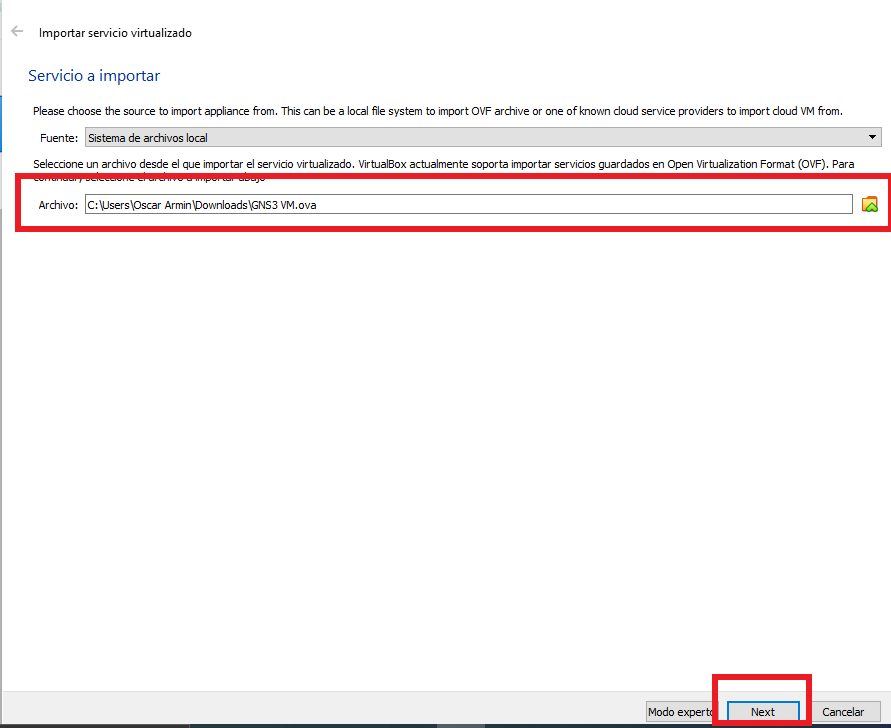 Importar servicio virtualizado
Servicio a importar
Please choose the source to import appliance from. This can be a local file system to import OVF archive or one of known cloud service providers to import cloud VM from.
Fuente: Sistema de archivos local
Seleccione un archivo desde el que importar el servicio virtualizado. VirtualBox actualmente soporta importar servicios guardados en Open Virtualization Format (OVF). Para
continuar, seleccione el archivo a importar abajo
Archivo: C:\Users\Oscar Armin\Downloads\GNS3 VM.ova
Modo experto Next Cancelar